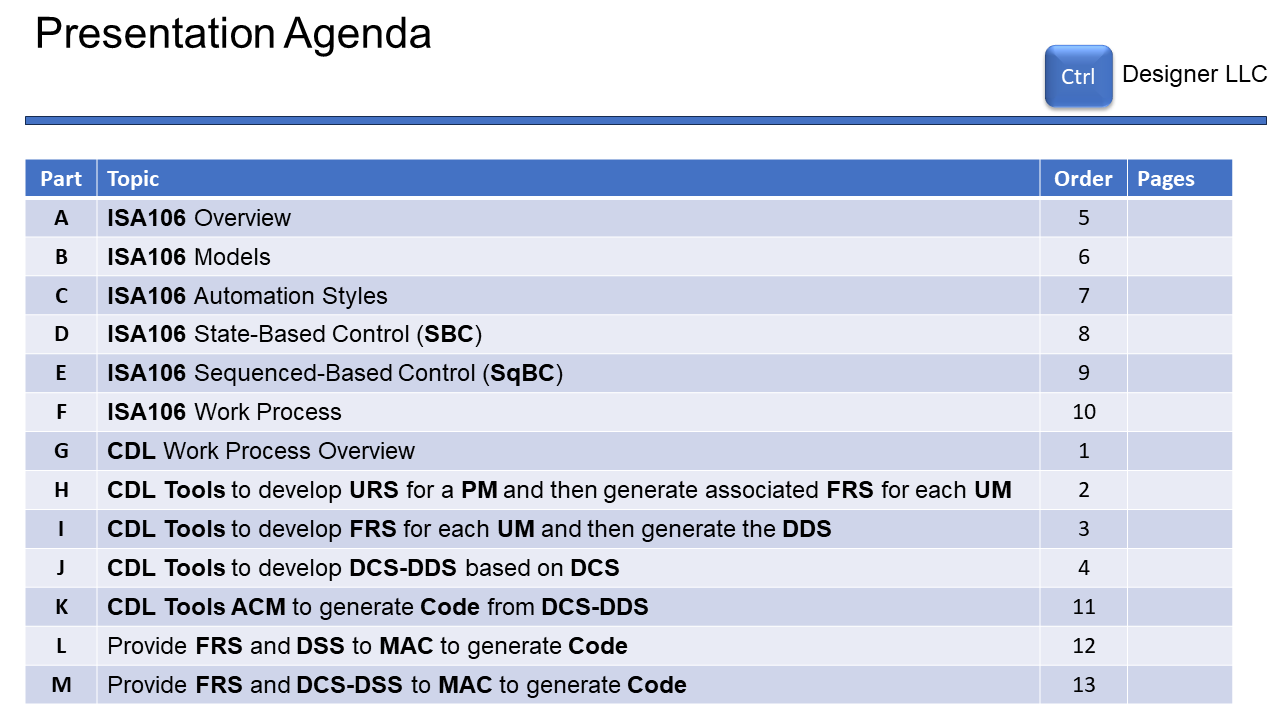 Presentation Agenda
Ctrl Designer LLC
Part Topic Order Pages
A ISA106 Overview 5
B ISA106 Models 6
C ISA106 Automation Styles 7
D ISA106 State-Based Control (SBC) 8
E ISA106 Sequenced-Based Control (SqBC) 9
F ISA106 Work Process 10
G CDL Work Process Overview 1
H CDL Tools to develop URS for a PM and then generate associated FRS for each UM 2
I CDL Tools to develop FRS for each UM and then generate the DDS 3
J CDL Tools to develop DCS-DDS based on DCS 4
K CDL Tools ACM to generate Code from DCS-DDS 11
L Provide FRS and DSS to MAC to generate Code 12
M Provide FRS and DCS-DSS to MAC to generate Code 13